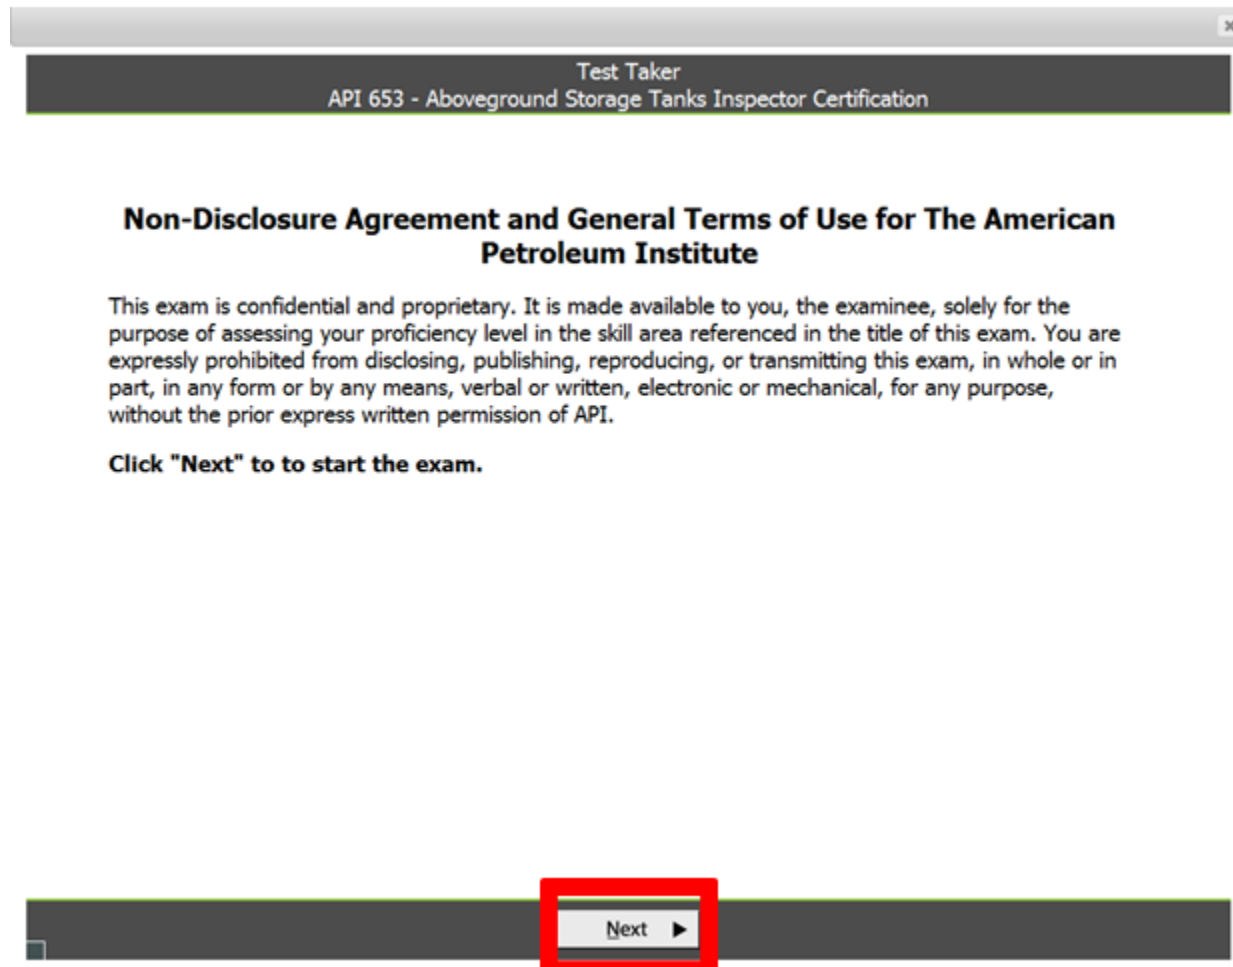 Test Taker
API 653 - Aboveground Storage Tanks Inspector Certification
Non-Disclosure Agreement and General Terms of Use for The American
Petroleum Institute
This exam is confidential and proprietary. It is made available to you, the examinee, solely for the
purpose of assessing your proficiency level in the skill area referenced in the title of this exam. You are
expressly prohibited from disclosing, publishing, reproducing, or transmitting this exam, in whole or in
part, in any form or by any means, verbal or written, electronic or mechanical, for any purpose,
without the prior express written permission of API.
Click "Next" to to start the exam.
Next